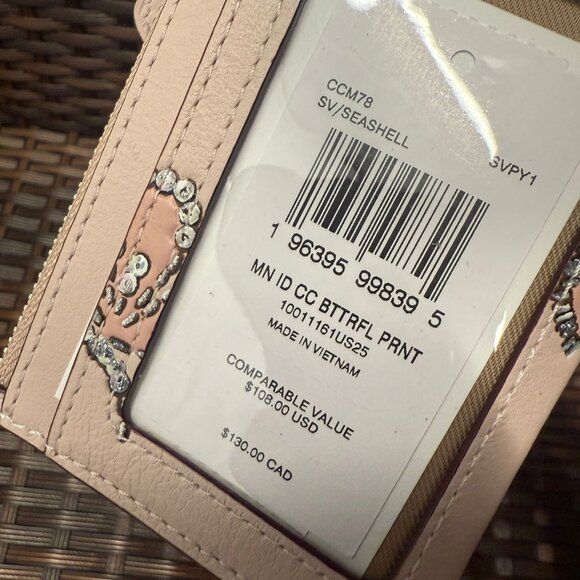 CCM78
SV/SEASHELL
SVPY1
1 96395 99839 5
MN ID CC BTTRFL PRNT
10011161US25
MADE IN VIETNAM
COMPARABLE VALUE
$108.00 USD
$130.00 CAD